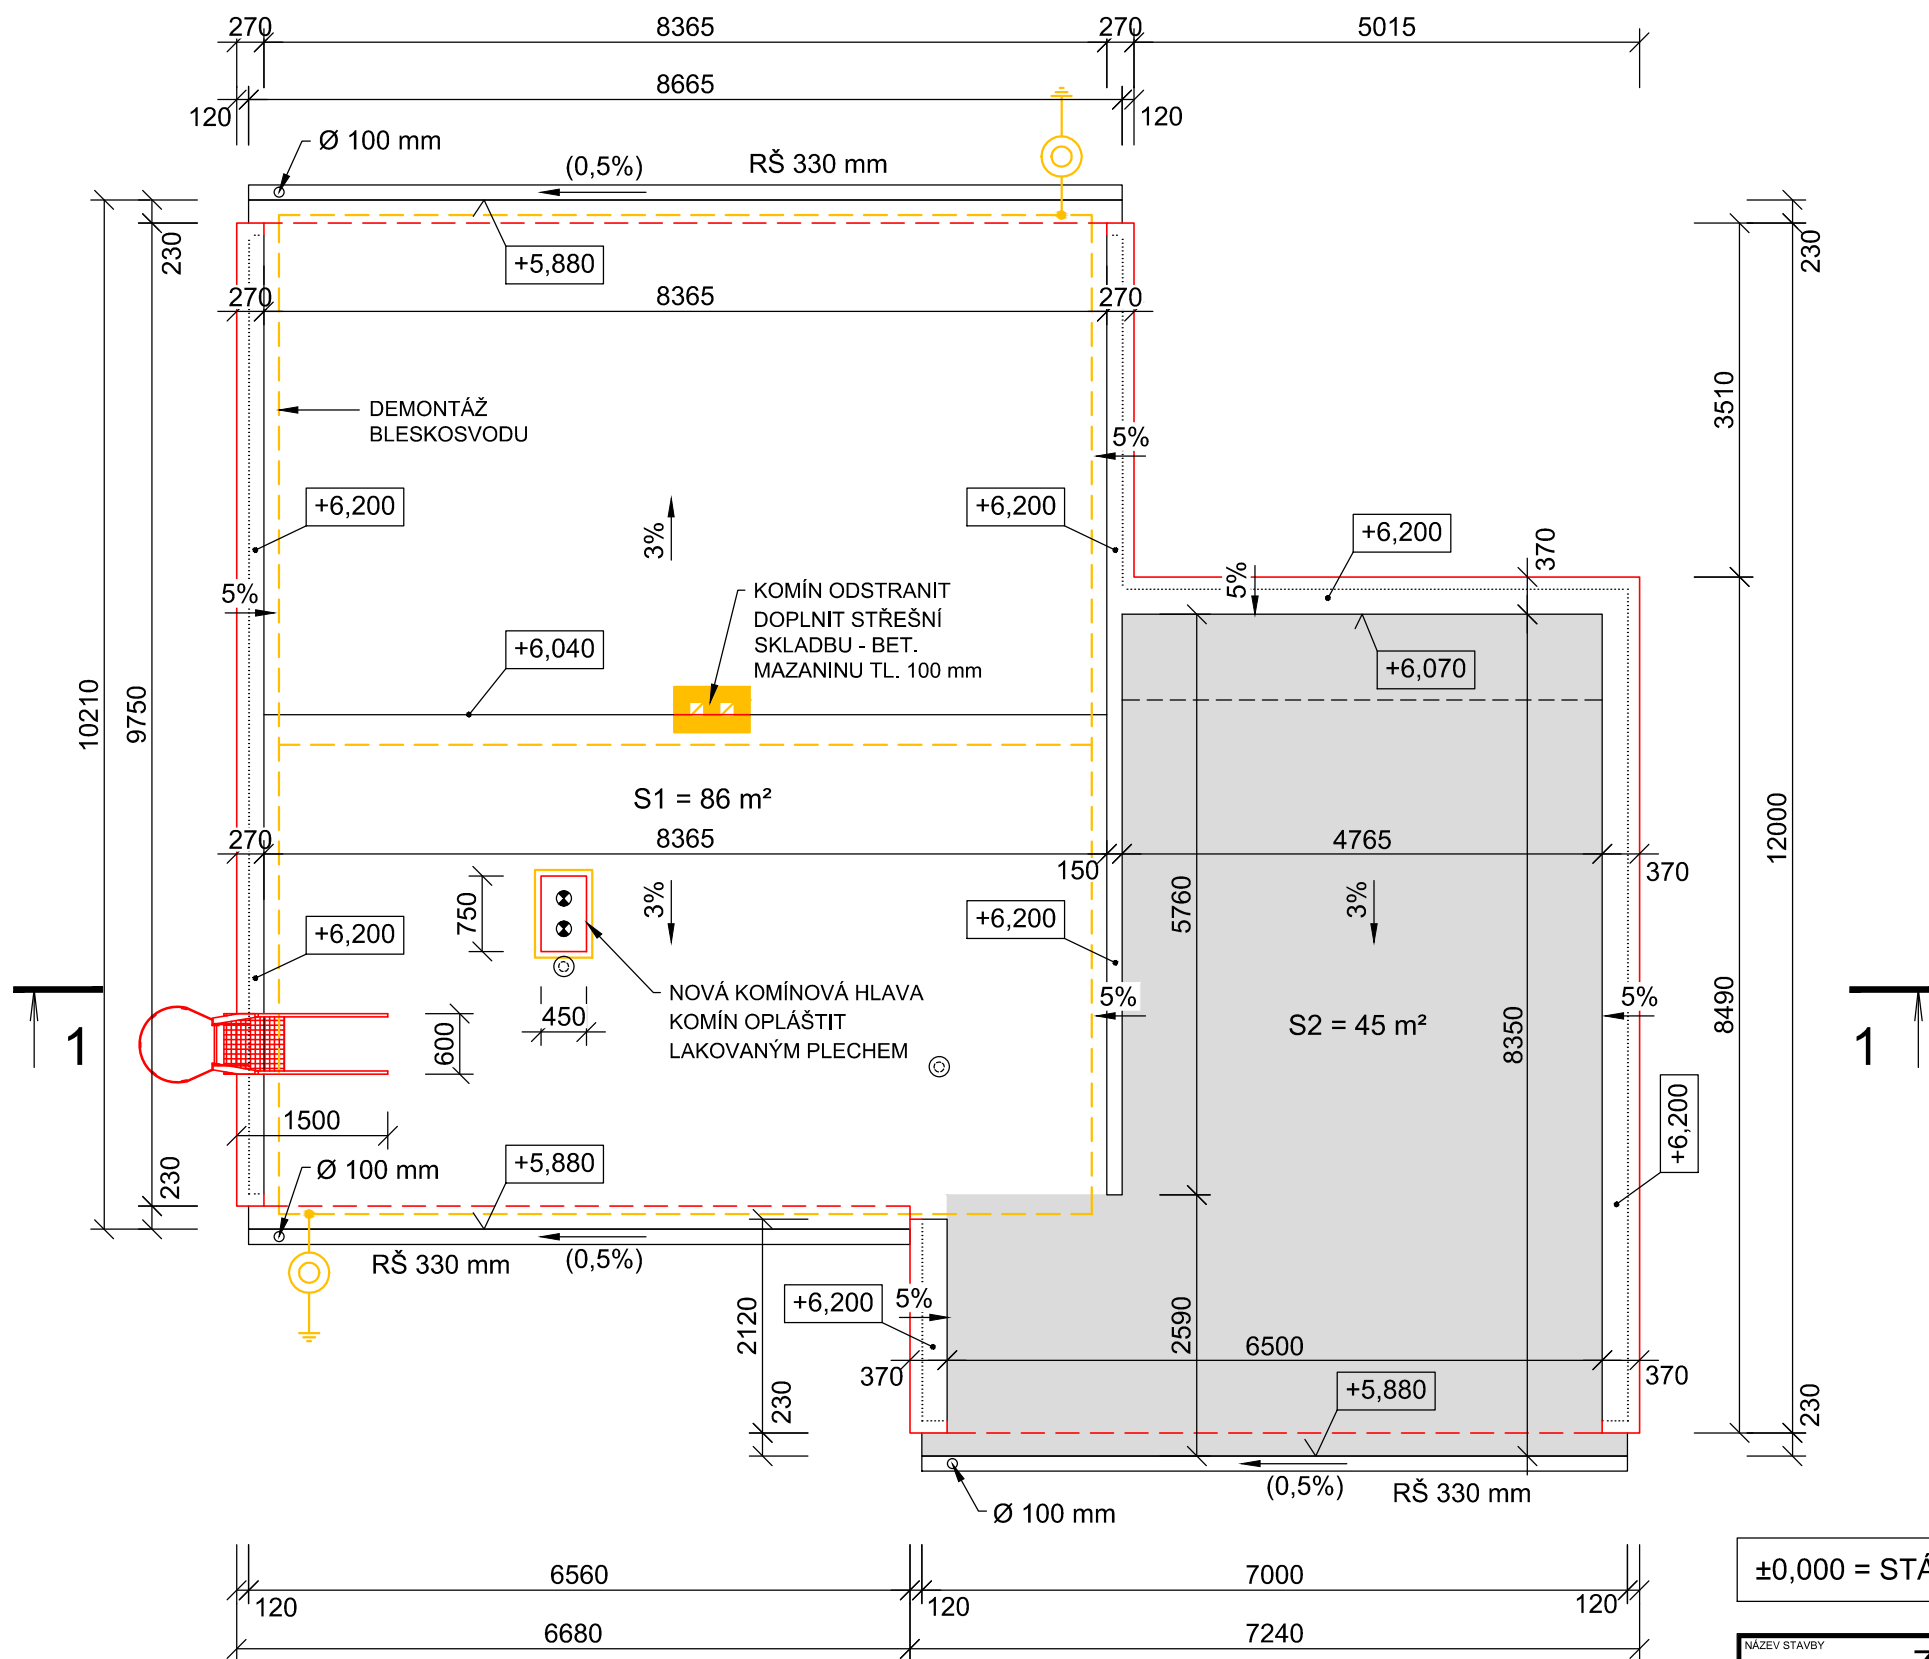 270 8365 270 5015
8665
120 120
Ø 100 mm
(0,5%) RŠ 330 mm
230 230
+5,880
270 8365 270
DEMONTÁŽ
BLESKOSVODU
3510
5%
+6,200 +6,200
+6,200
370
3%
5%
5%
KOMÍN ODSTRANIT
DOPLNIT STŘEŠNÍ
SKLADBU - BET.
MAZANINU TL. 100 mm
+6,040
+6,070
10210
9750
S1 = 86 m²
12000
270 8365 4765
150 370
750
3%
5760
3%
+6,200
+6,200
NOVÁ KOMÍNOVÁ HLAVA
KOMÍN OPLÁŠTIT
LAKOVANÝM PLECHEM
450
600
5%
5%
S2 = 45 m²
8350
8490
1 1
1500
+6,200
Ø 100 mm
+5,880
230
RŠ 330 mm (0,5%)
+6,200 5%
2120
2590
6500
370 370
230
+5,880
230
(0,5%) RŠ 330 mm
Ø 100 mm
6560 7000
120 120 120
6680 7240
±0,000 = STÁ
NÁZEV STAVBY